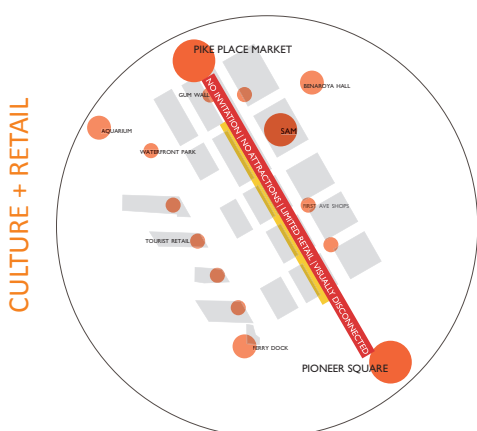 CULTURE + RETAIL
PIKE PLACE MARKET
BENAROYA HALL
GUM WALL
AQUARIUM
SAM
WATERFRONT PARK
NO INVITATION | NO ATTRACTIONS | LIMITED RETAIL | VISUALLY DISCONNECTED
FIRST AVE SHOPS
TOURIST RETAIL
FERRY DOCK
PIONEER SQUARE